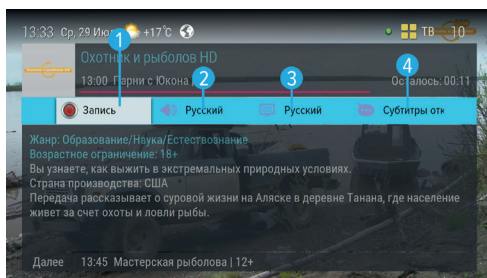 13:33 Ср, 29 Июл +17°C ТВ 10
1
Охотник и рыболов HD
2 3 4
13:00 Парни с Юкона Осталось: 00:11
Запись Русский Русский Субтитры отк
Жанр: Образование/Наука/Естествознание
Возрастное ограничение: 18+
Вы узнаете, как выжить в экстремальных природных условиях.
Страна производства: США
Передача рассказывает о суровой жизни на Аляске в деревне Танана, где население
живет за счет охоты и ловли рыбы.
Далее 13:45 Мастерская рыболова | 12+